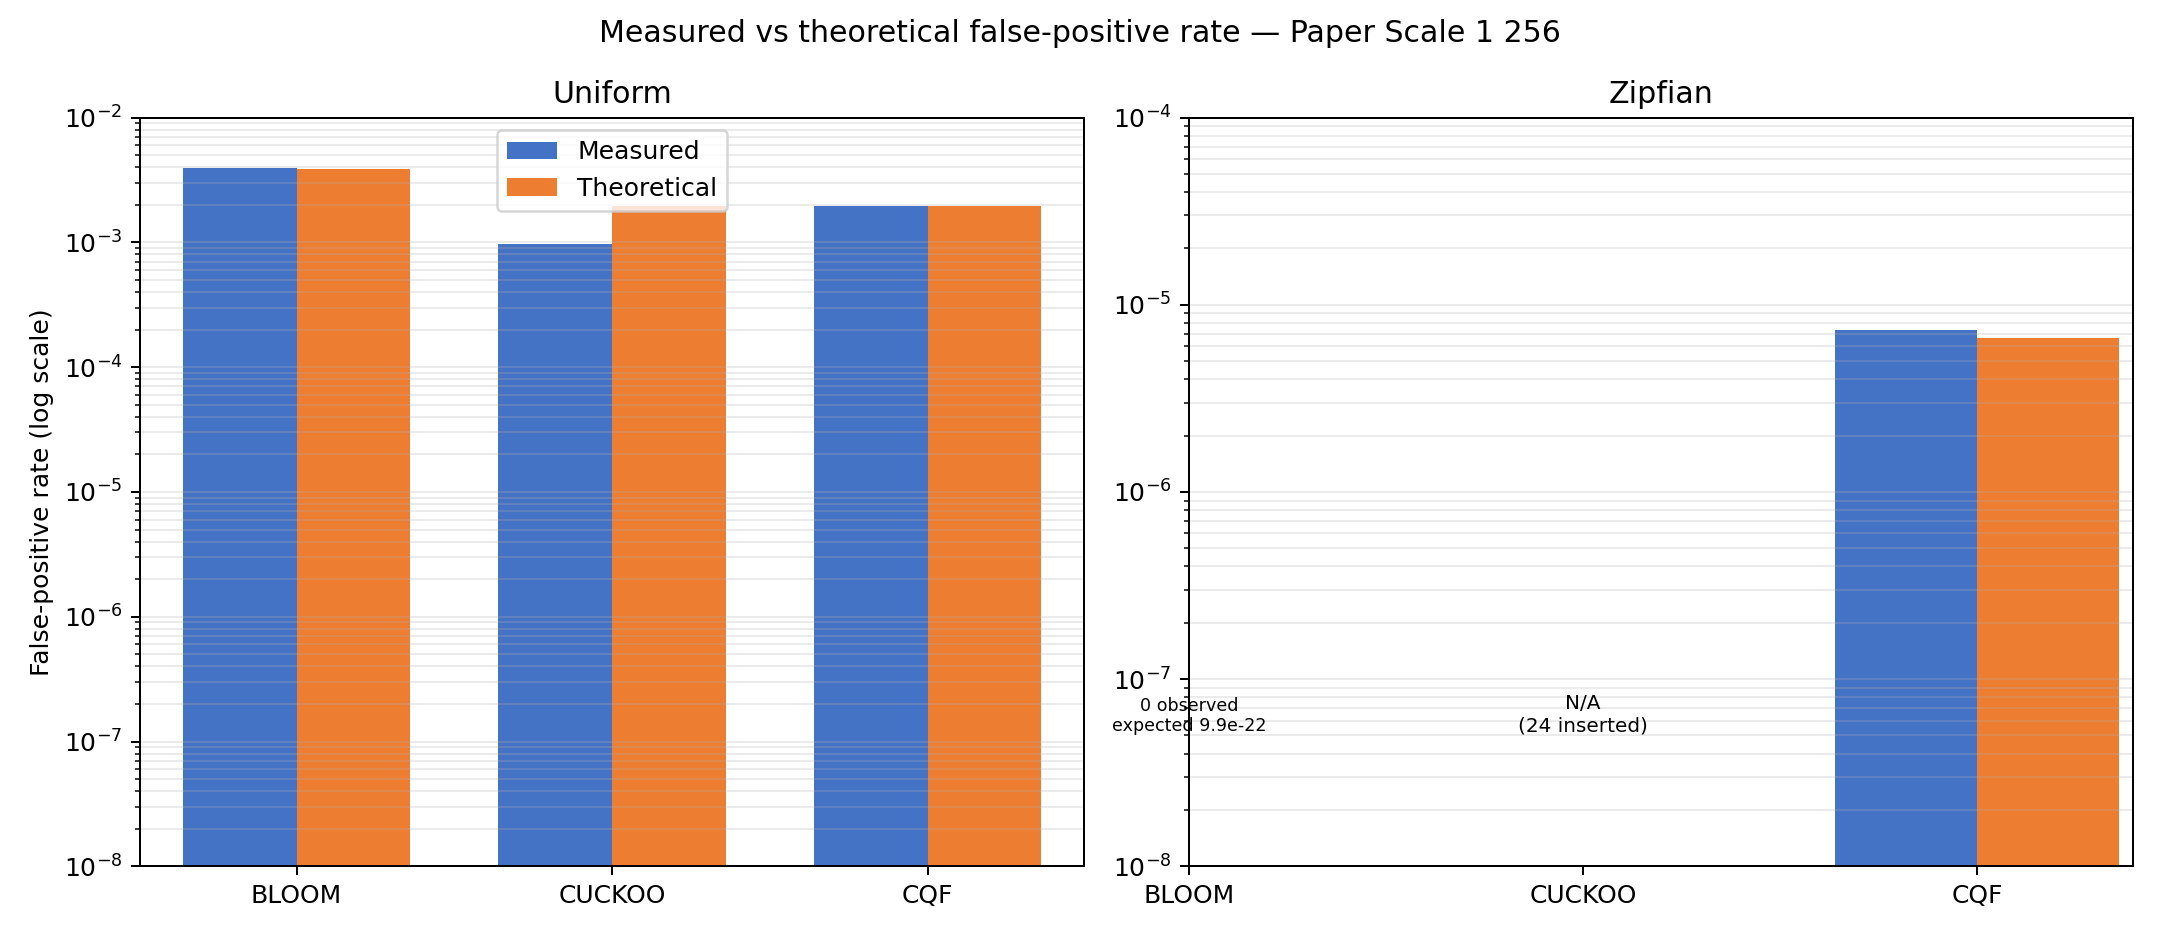 Measured vs theoretical false-positive rate — Paper Scale 1 256
Uniform
False-positive rate (log scale)
10⁻²
10⁻³
10⁻⁴
10⁻⁵
10⁻⁶
10⁻⁷
10⁻⁸
Measured
Theoretical
BLOOM
CUCKOO
CQF
Zipfian
10⁻⁴
10⁻⁵
10⁻⁶
10⁻⁷
10⁻⁸
0 observed
expected 9.9e-22
N/A
(24 inserted)
BLOOM
CUCKOO
CQF